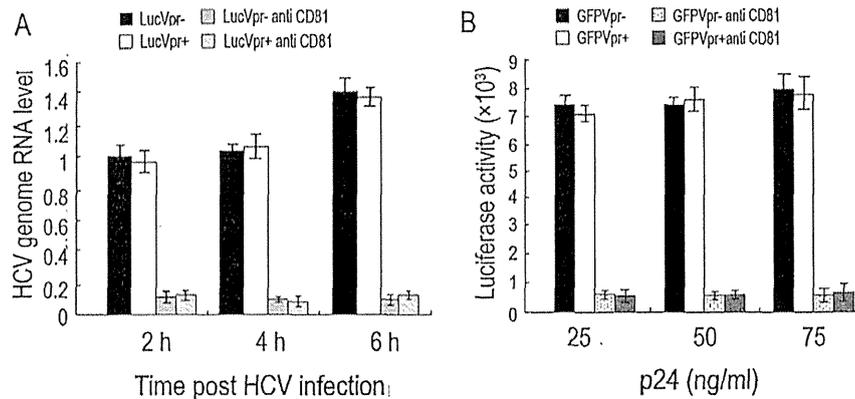 A
LucVpr- LucVpr- anti CD81
LucVpr+ LucVpr+ anti CD81
HCV genome RNA level
1.6
1.4
1.2
1
0.8
0.6
0.4
0.2
0
2 h 4 h 6 h
Time post HCV infection
B
GFPVpr- GFPVpr- anti CD81
GFPVpr+ GFPVpr+anti CD81
Luciferase activity (×10³)
9
8
7
6
5
4
3
2
1
0
25 50 75
p24 (ng/ml)